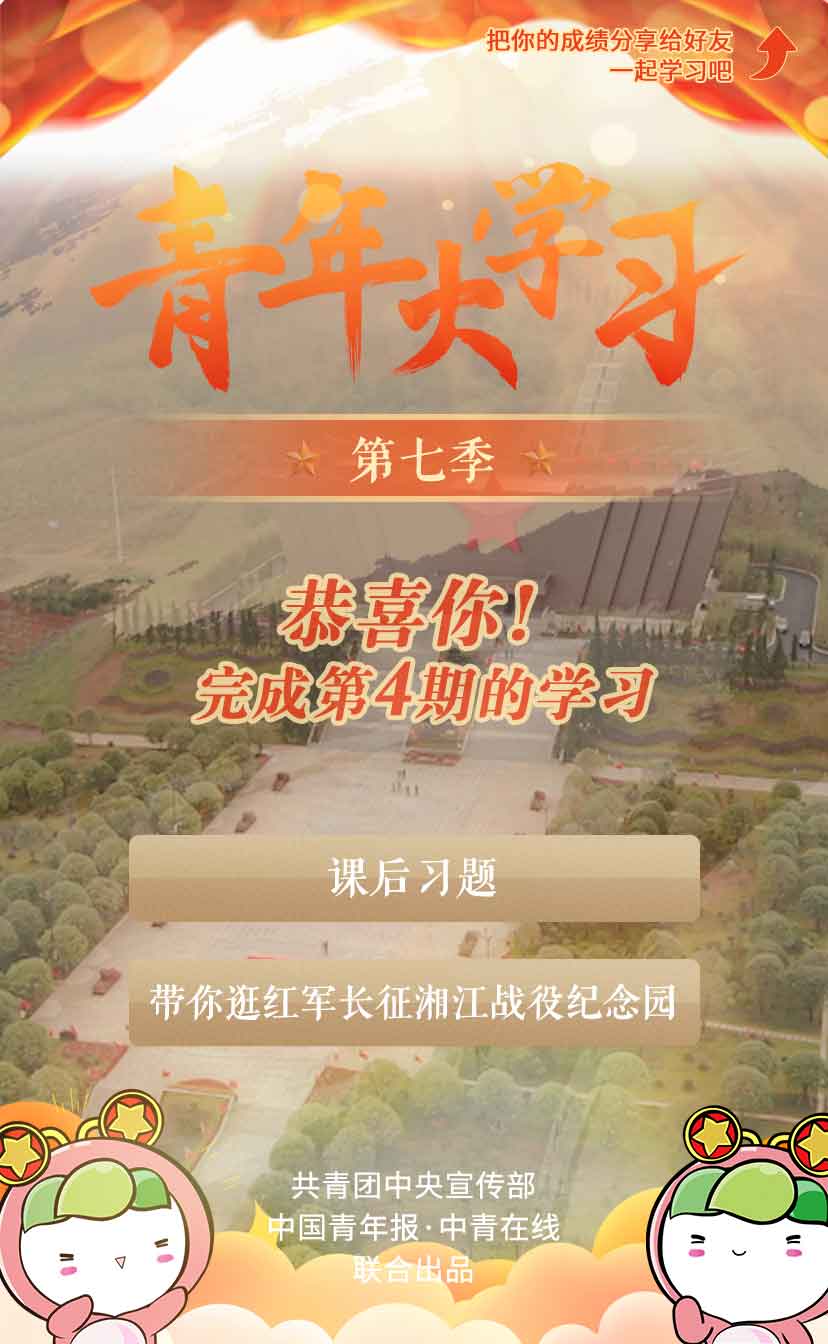 把你的成绩分享给好友
一起学习吧
青年大学习
第七季
恭喜你!
完成第4期的学习
课后习题
带你逛红军长征湘江战役纪念园
共青团中央宣传部
中国青年报·中青在线
联合出品